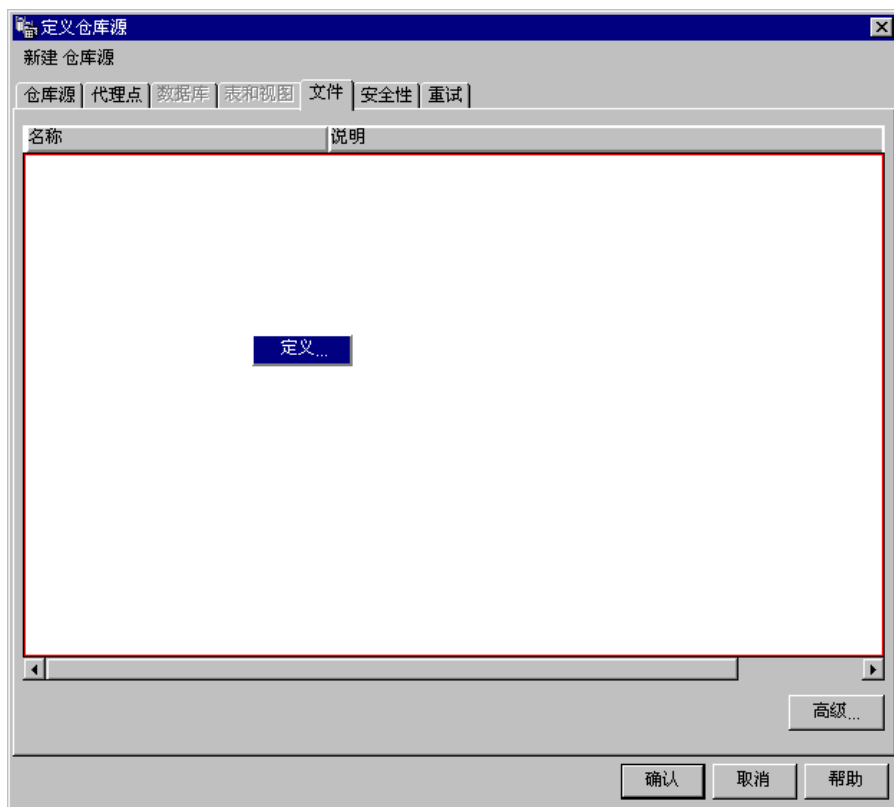 定义仓库源
新建 仓库源
仓库源 代理点 数据库 表和视图 文件 安全性 重试
名称 说明
定义...
高级...
确认 取消 帮助